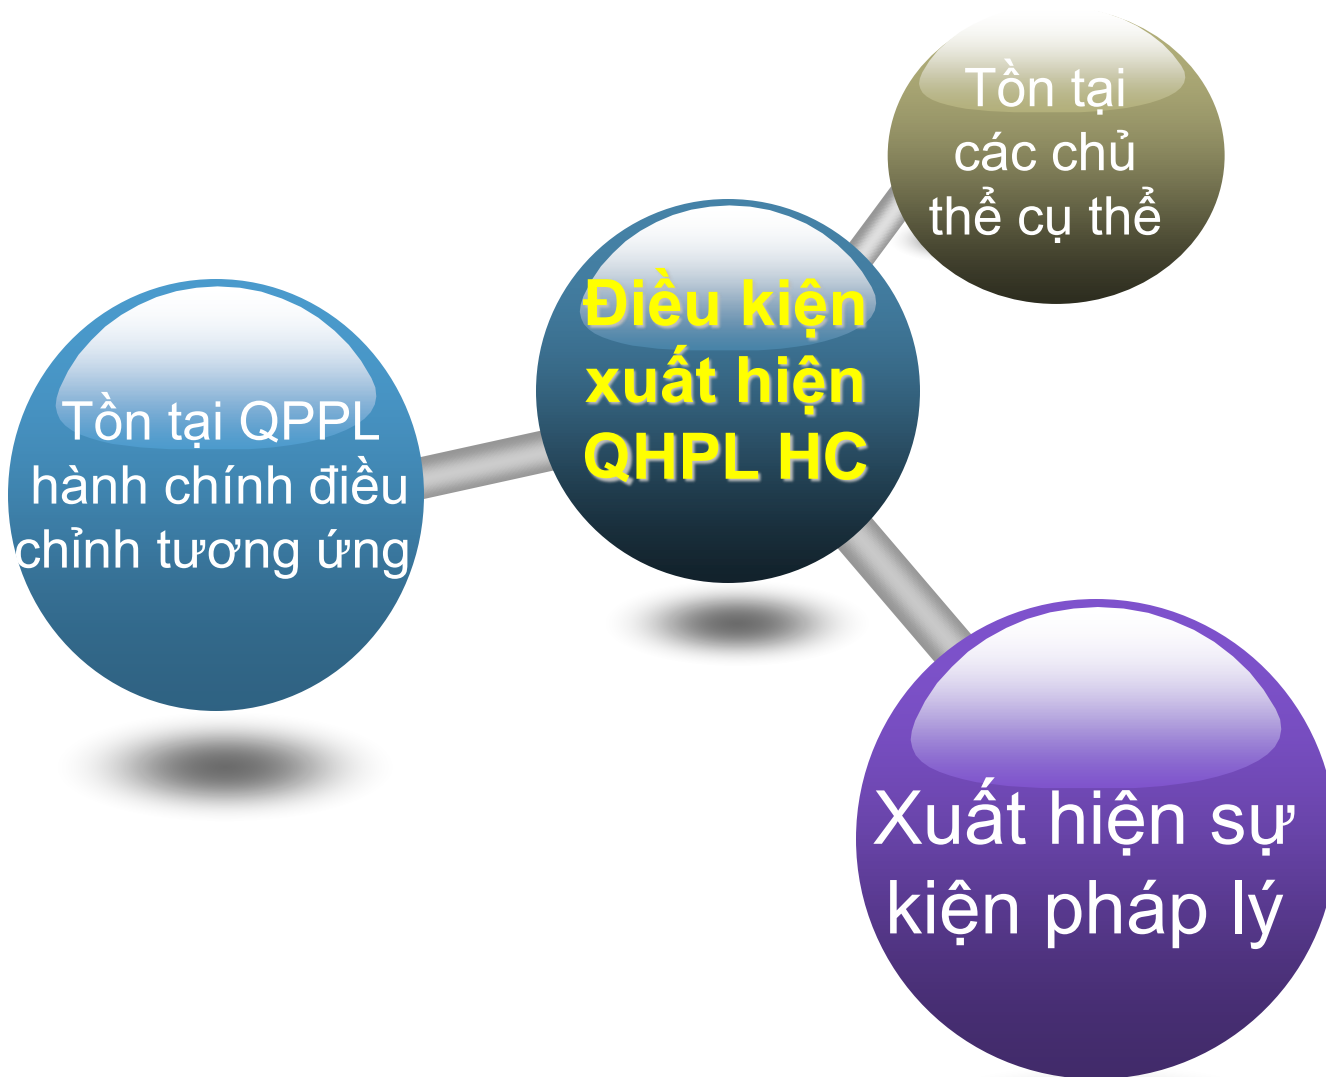 Tồn tại
các chủ
thể cụ thể
Điều kiện
xuất hiện
QHPL HC
Tồn tại QPPL
hành chính điều
chỉnh tương ứng
Xuất hiện sự
kiện pháp lý